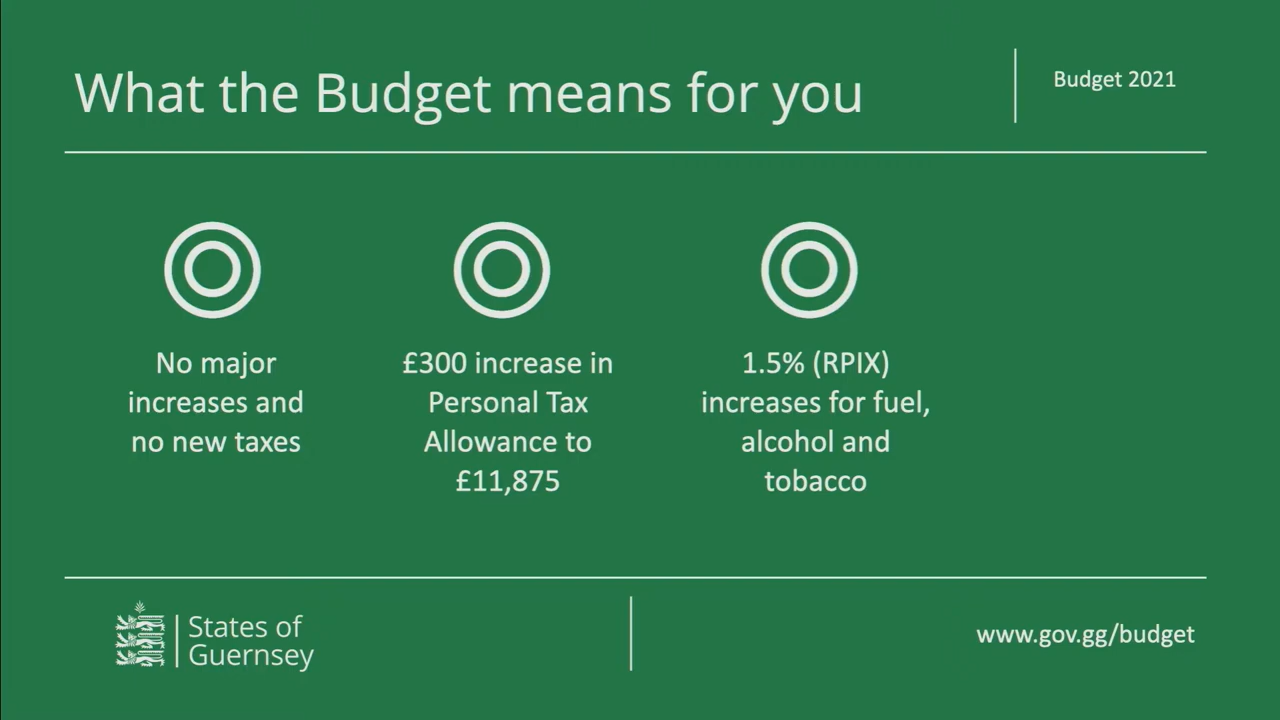 What the Budget means for you
Budget 2021
No major
increases and
no new taxes
£300 increase in
Personal Tax
Allowance to
£11,875
1.5% (RPIX)
increases for fuel,
alcohol and
tobacco
States of
Guernsey
www.gov.gg/budget